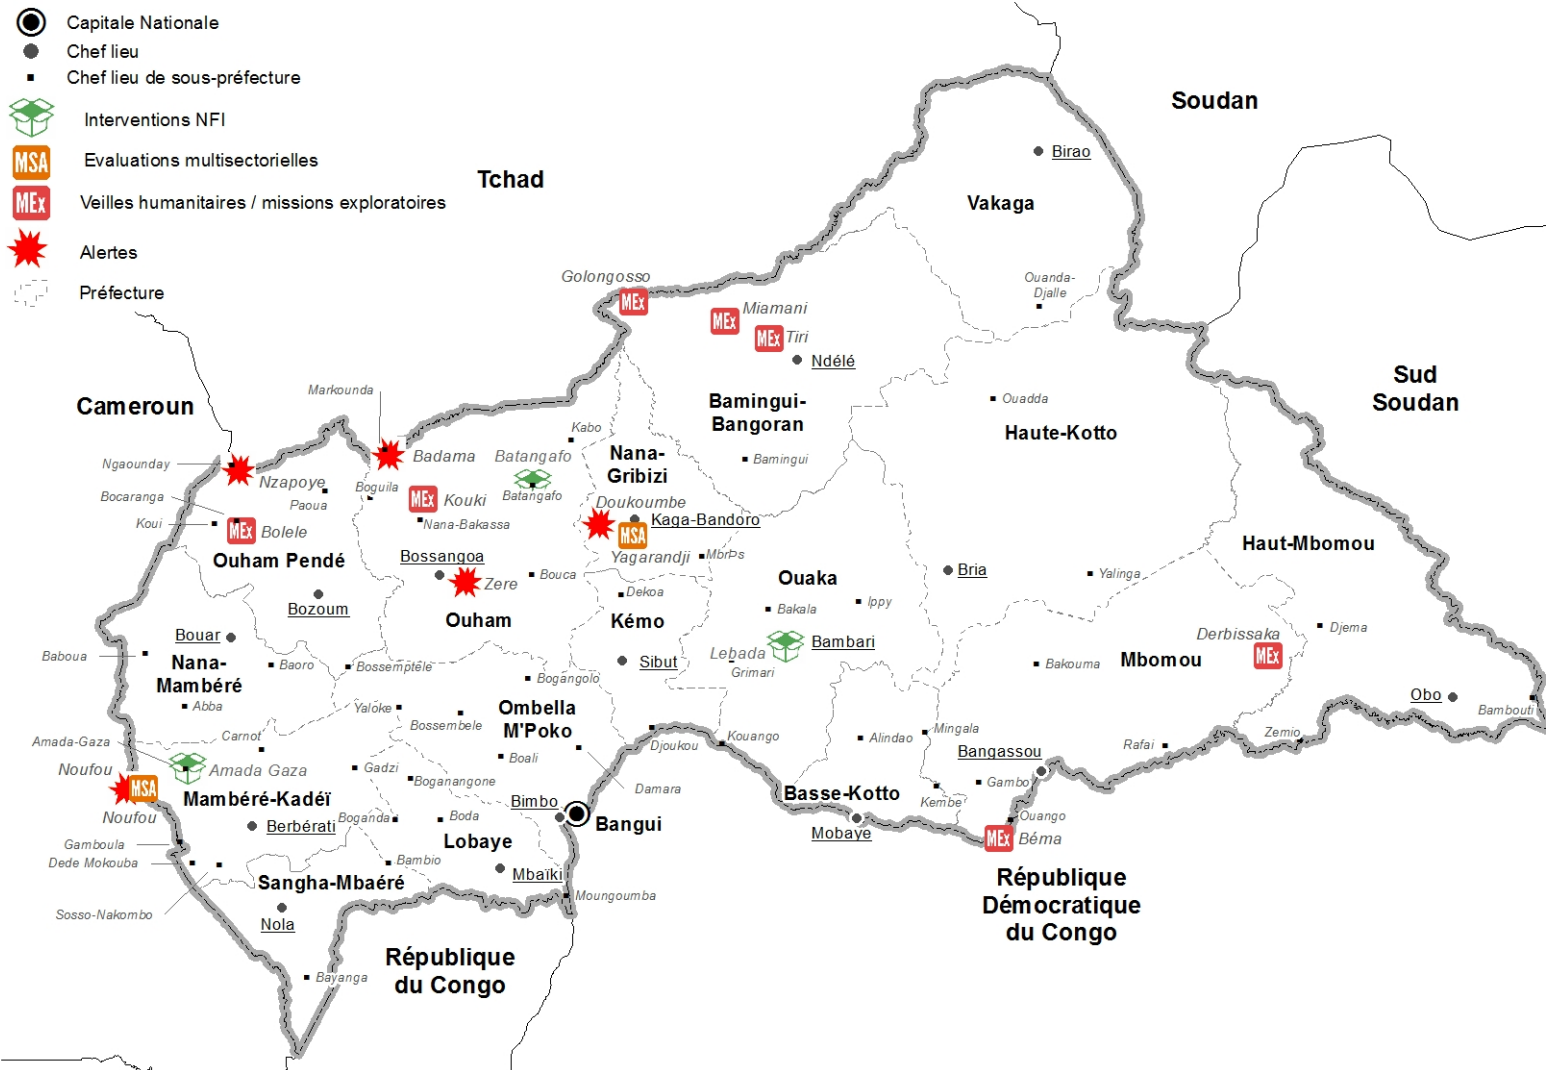 Capitale Nationale
Chef lieu
Chef lieu de sous-préfecture
Interventions NFI
MSA Evaluations multisectorielles
MEx Veilles humanitaires / missions exploratoires
Alertes
Préfecture
Soudan
Tchad
Birao
Vakaga
Ouanda-
Djalle
Golongosso
MEx
MEx
Miamani
MEx
Tiri
Ndélé
Sud
Soudan
Cameroun
Markounda
Bamingui-
Bangoran
Ouadda
Haute-Kotto
Kabo
Ngaounday
Nzapoye
Badama
Batangafo
Nana-
Gribizi
Bamingui
Bocaranga
Paoua
Boguila
MEx
Kouki
Batangafo
Doukoumbe
Koui
MEx
Bolele
Nana-Bakassa
Kaga-Bandoro
MSA
Yagarandji
MbrÞs
Haut-Mbomou
Ouham Pendé
Bossangoa
Zere
Bouca
Ouaka
Bria
Yalinga
Bozoum
Ouham
Dekoa
Kémo
Bakala
Ippy
Bouar
Baboua
Nana-
Mambéré
Baoro
Bossemptéle
Sibut
Lebada
Grimari
Bambari
Bakouma
Mbomou
Derbissaka
MEx
Djema
Abba
Bogangolo
Yaloke
Bossembele
Ombella
M'Poko
Obo
Bambouti
Carnot
Amada-Gaza
Amada Gaza
Noufou
MSA
Noufou
Gadzi
Boganangone
Boali
Damara
Djoukou
Kouango
Alindao
Mingala
Bangassou
Rafai
Zemio
Mambéré-Kadéï
Berbérati
Boganda
Boda
Bimbo
Bangui
Basse-Kotto
Mobaye
Kembe
Gambo
Ouango
MEx
Béma
Gamboula
Dede Mokouba
Lobaye
Bambio
Mbaïki
Sangha-Mbaéré
Nola
Sosso-Nakombo
Moungoumba
République
Démocratique
du Congo
République
du Congo
Bayanga